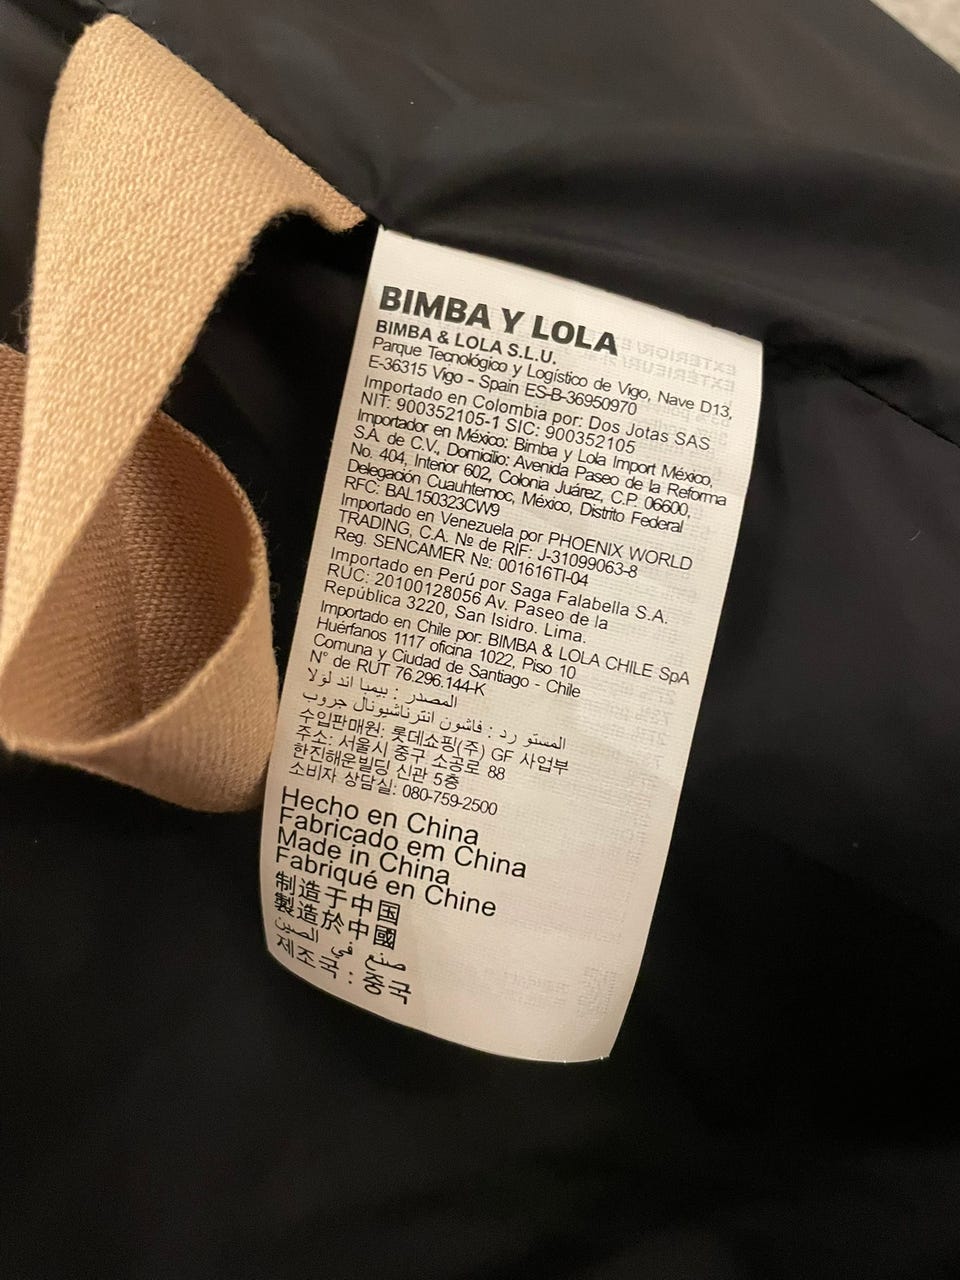 BIMBA Y LOLA
BIMBA & LOLA S.L.U.
Parque Tecnológico y Logístico de Vigo, Nave D13,
E-36315 Vigo - Spain ES-B-36950970
Importado en Colombia por: Dos Jotas SAS
NIT: 900352105-1 SIC: 900352105
Importador en México: Bimba y Lola Import México,
S.A. de C.V., Domicilio: Avenida Paseo de la Reforma
No. 404, Interior 602, Colonia Juárez, C.P. 06600,
Delegación Cuauhtemoc, México, Distrito Federal
RFC: BAL150323CW9
Importado en Venezuela por PHOENIX WORLD
TRADING, C.A. Nº de RIF: J-31099063-8
Reg. SENCAMER Nº: 001616TI-04
Importado en Perú por Saga Falabella S.A.
RUC: 20100128056 Av. Paseo de la
República 3220, San Isidro. Lima.
Importado en Chile por: BIMBA & LOLA CHILE SpA
Huérfanos 1117 oficina 1022, Piso 10
Comuna y Ciudad de Santiago - Chile
N° de RUT 76.296.144-K
المصدر : بيمبا اند لولا
المستو رد : فاشون انترناشيونال جروب
수입판매원: 롯데쇼핑(주) GF 사업부
주소: 서울시 중구 소공로 88
한진해운빌딩 신관 5층
소비자 상담실: 080-759-2500
Hecho en China
Fabricado em China
Made in China
Fabriqué en Chine
制造于中国
製造於中國
صنع في الصين
제조국 : 중국